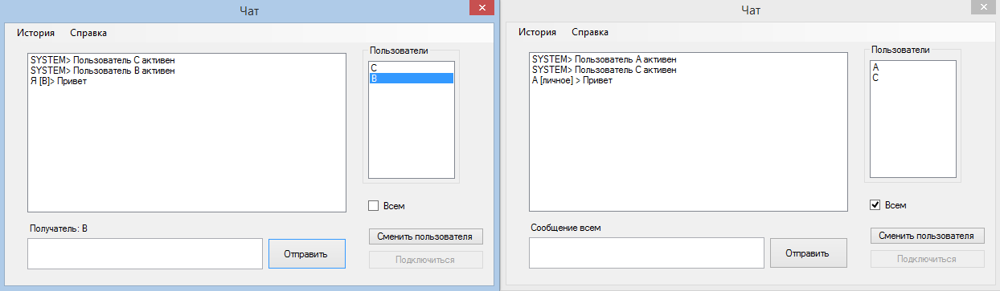 Чат
История Справка
SYSTEM> Пользователь C активен
SYSTEM> Пользователь B активен
Я [B]> Привет
Пользователи
C
B
Всем
Получатель: B
Отправить
Сменить пользователя
Подключиться
Чат
История Справка
SYSTEM> Пользователь A активен
SYSTEM> Пользователь C активен
A [личное] > Привет
Пользователи
A
C
Всем
Сообщение всем
Отправить
Сменить пользователя
Подключиться